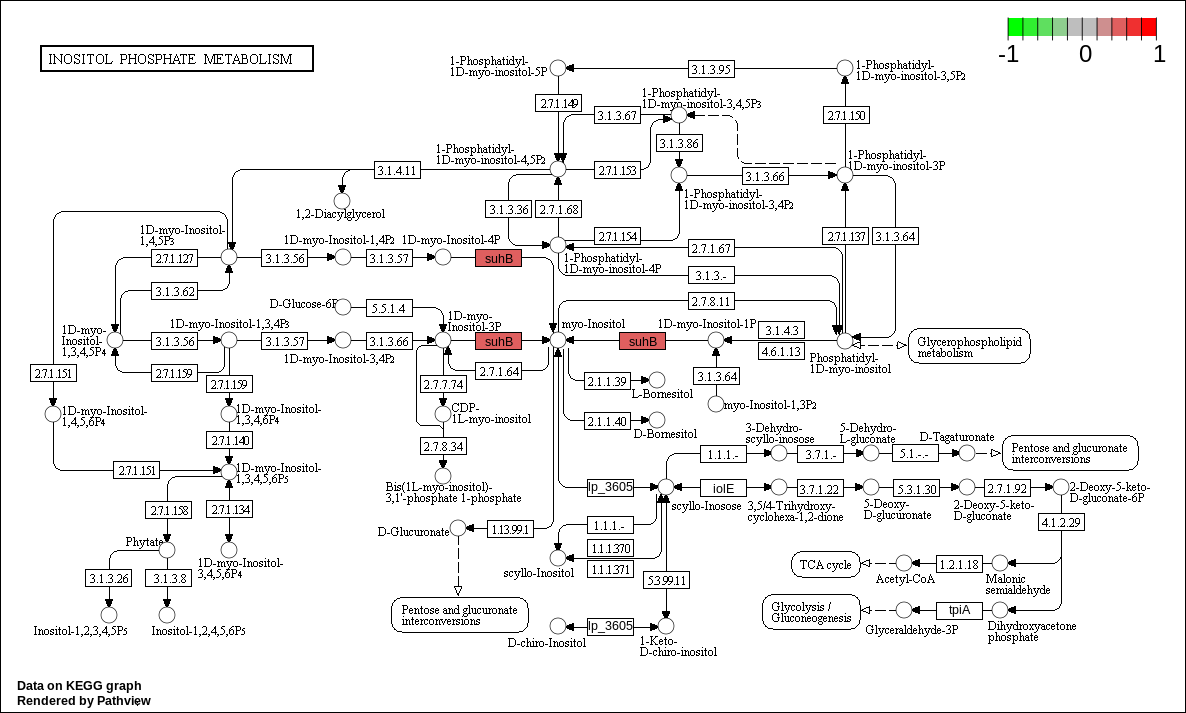 INOSITOL PHOSPHATE METABOLISM
-1 0 1
1-Phosphatidyl-
1D-myo-inositol-5P
3.1.3.95
1-Phosphatidyl-
1D-myo-inositol-3,5P2
2.7.1.149
3.1.3.67
1-Phosphatidyl-
1D-myo-inositol-3,4,5P3
2.7.1.150
3.1.3.86
1-Phosphatidyl-
1D-myo-inositol-4,5P2
3.1.4.11
2.7.1.153
3.1.3.66
1-Phosphatidyl-
1D-myo-inositol-3P
1,2-Diacylglycerol
3.1.3.36
2.7.1.68
1-Phosphatidyl-
1D-myo-inositol-3,4P2
1D-myo-Inositol-
1,4,5P3
1D-myo-Inositol-1,4P2
1D-myo-Inositol-4P
2.7.1.154
2.7.1.137
3.1.3.64
2.7.1.67
2.7.1.127
3.1.3.56
3.1.3.57
suhB
1-Phosphatidyl-
1D-myo-inositol-4P
3.1.3.-
3.1.3.62
D-Glucose-6P
5.5.1.4
2.7.8.11
1D-myo-
Inositol-
1,3,4,5P4
1D-myo-Inositol-1,3,4P3
1D-myo-
Inositol-3P
myo-Inositol
1D-myo-Inositol-1P
3.1.4.3
3.1.3.56
3.1.3.57
3.1.3.66
suhB
suhB
4.6.1.13
Glycerophospholipid
metabolism
1D-myo-Inositol-3,4P2
Phosphatidyl-
1D-myo-inositol
2.7.1.151
2.7.1.159
2.7.1.159
2.7.7.74
2.7.1.64
2.1.1.39
L-Bornesitol
3.1.3.64
1D-myo-Inositol-
1,4,5,6P4
1D-myo-Inositol-
1,3,4,6P4
CDP-
1L-myo-inositol
2.1.1.40
D-Bornesitol
myo-Inositol-1,3P2
2.7.1.140
2.7.8.34
3-Dehydro-
scyllo-inosose
5-Dehydro-
L-gluconate
D-Tagaturonate
1.1.1.-
3.7.1.-
5.1.-.-
Pentose and glucuronate
interconversions
2.7.1.151
1D-myo-Inositol-
1,3,4,5,6P5
Bis(1L-myo-inositol)-
3,1'-phosphate 1-phosphate
lp_3605
scyllo-Inosose
iolE
3,5/4-Trihydroxy-
cyclohexa-1,2-dione
3.7.1.22
5-Deoxy-
D-glucuronate
5.3.1.30
2-Deoxy-5-keto-
D-gluconate
2.7.1.92
2-Deoxy-5-keto-
D-gluconate-6P
2.7.1.158
2.7.1.134
D-Glucuronate
1.13.99.1
1.1.1.-
1.1.1.370
1.1.1.371
scyllo-Inositol
4.1.2.29
Phytate
1D-myo-Inositol-
3,4,5,6P4
3.1.3.26
3.1.3.8
5.3.99.11
TCA cycle
Acetyl-CoA
1.2.1.18
Malonic
semialdehyde
Inositol-1,2,3,4,5P5
Inositol-1,2,4,5,6P5
Pentose and glucuronate
interconversions
D-chiro-Inositol
lp_3605
1-Keto-
D-chiro-inositol
Glycolysis /
Gluconeogenesis
Glyceraldehyde-3P
tpiA
Dihydroxyacetone
phosphate
Data on KEGG graph
Rendered by Pathview